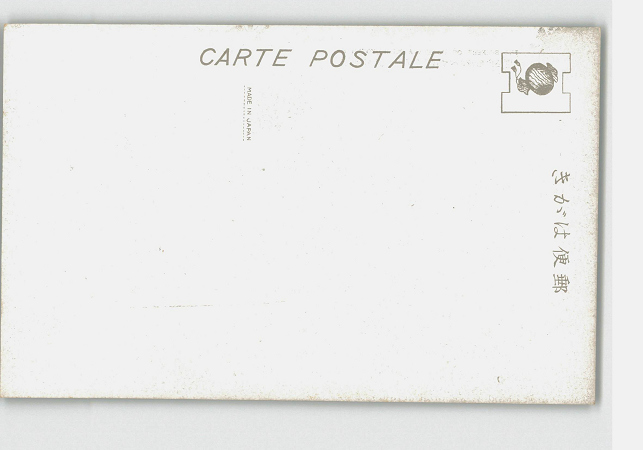 CARTE POSTALE
MADE IN JAPAN
きがは便郵